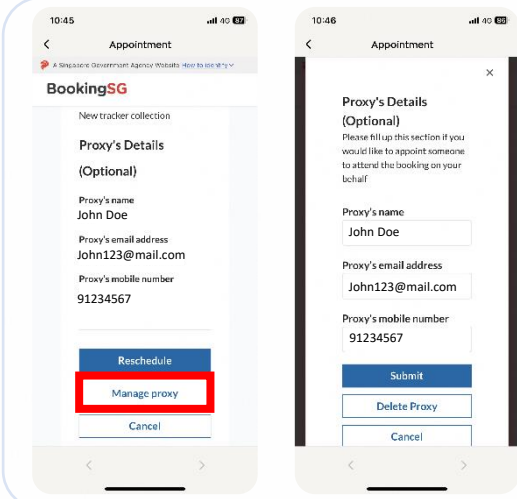 10:45
4G 87
Appointment
A Singapore Government Agency Website How to identify
BookingSG
New tracker collection
Proxy's Details
(Optional)
Proxy's name
John Doe
Proxy's email address
John123@mail.com
Proxy's mobile number
91234567
Reschedule
Manage proxy
Cancel
10:46
4G 86
Appointment
Proxy's Details
(Optional)
Please fill up this section if you
would like to appoint someone
to attend the booking on your
behalf
Proxy's name
John Doe
Proxy's email address
John123@mail.com
Proxy's mobile number
91234567
Submit
Delete Proxy
Cancel